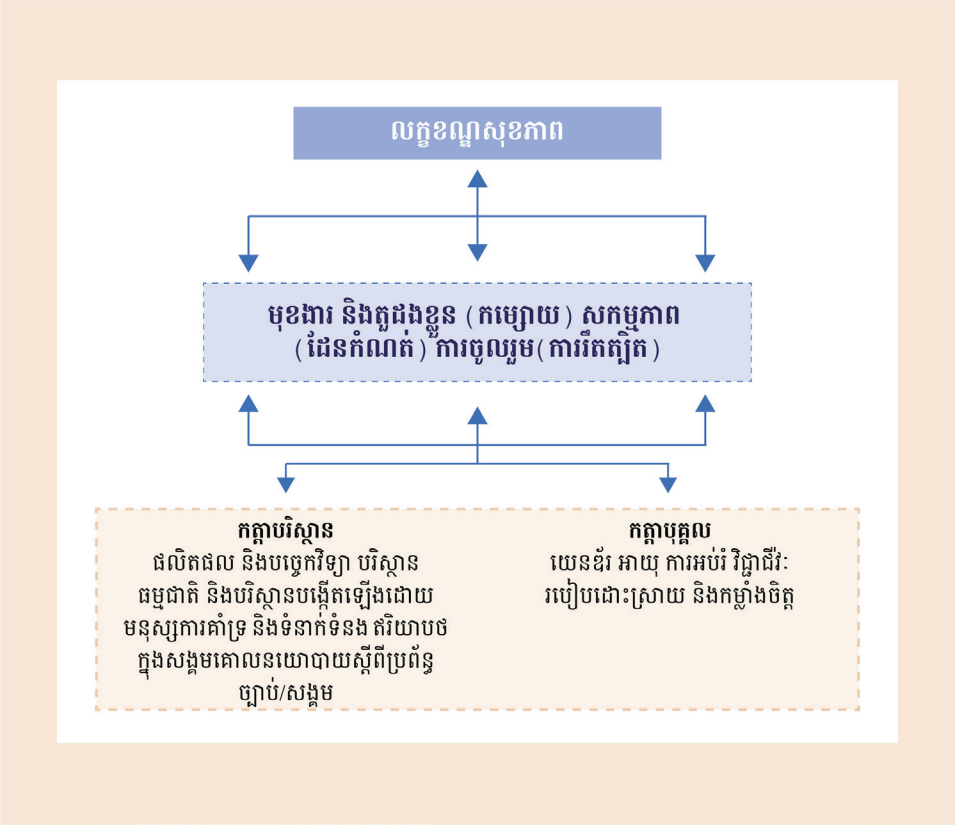 លក្ខខណ្ឌសុខភាព
មុខងារ និងតួដងខ្លួន (កម្សោយ) សកម្មភាព
(ដែនកំណត់) ការចូលរួម(ការរឹតត្បិត)
កត្តាបរិស្ថាន
ផលិតផល និងបច្ចេកវិទ្យា បរិស្ថាន
ធម្មជាតិ និងបរិស្ថានបង្កើតឡើងដោយ
មនុស្សការគាំទ្រ និងទំនាក់ទំនង ឥរិយាបថ
ក្នុងសង្គមគោលនយោបាយស្តីពីប្រព័ន្ធ
ច្បាប់/សង្គម
កត្តាបុគ្គល
យេនឌ័រ អាយុ ការអប់រំ វិជ្ជាជីវៈ
របៀបដោះស្រាយ និងកម្លាំងចិត្ត